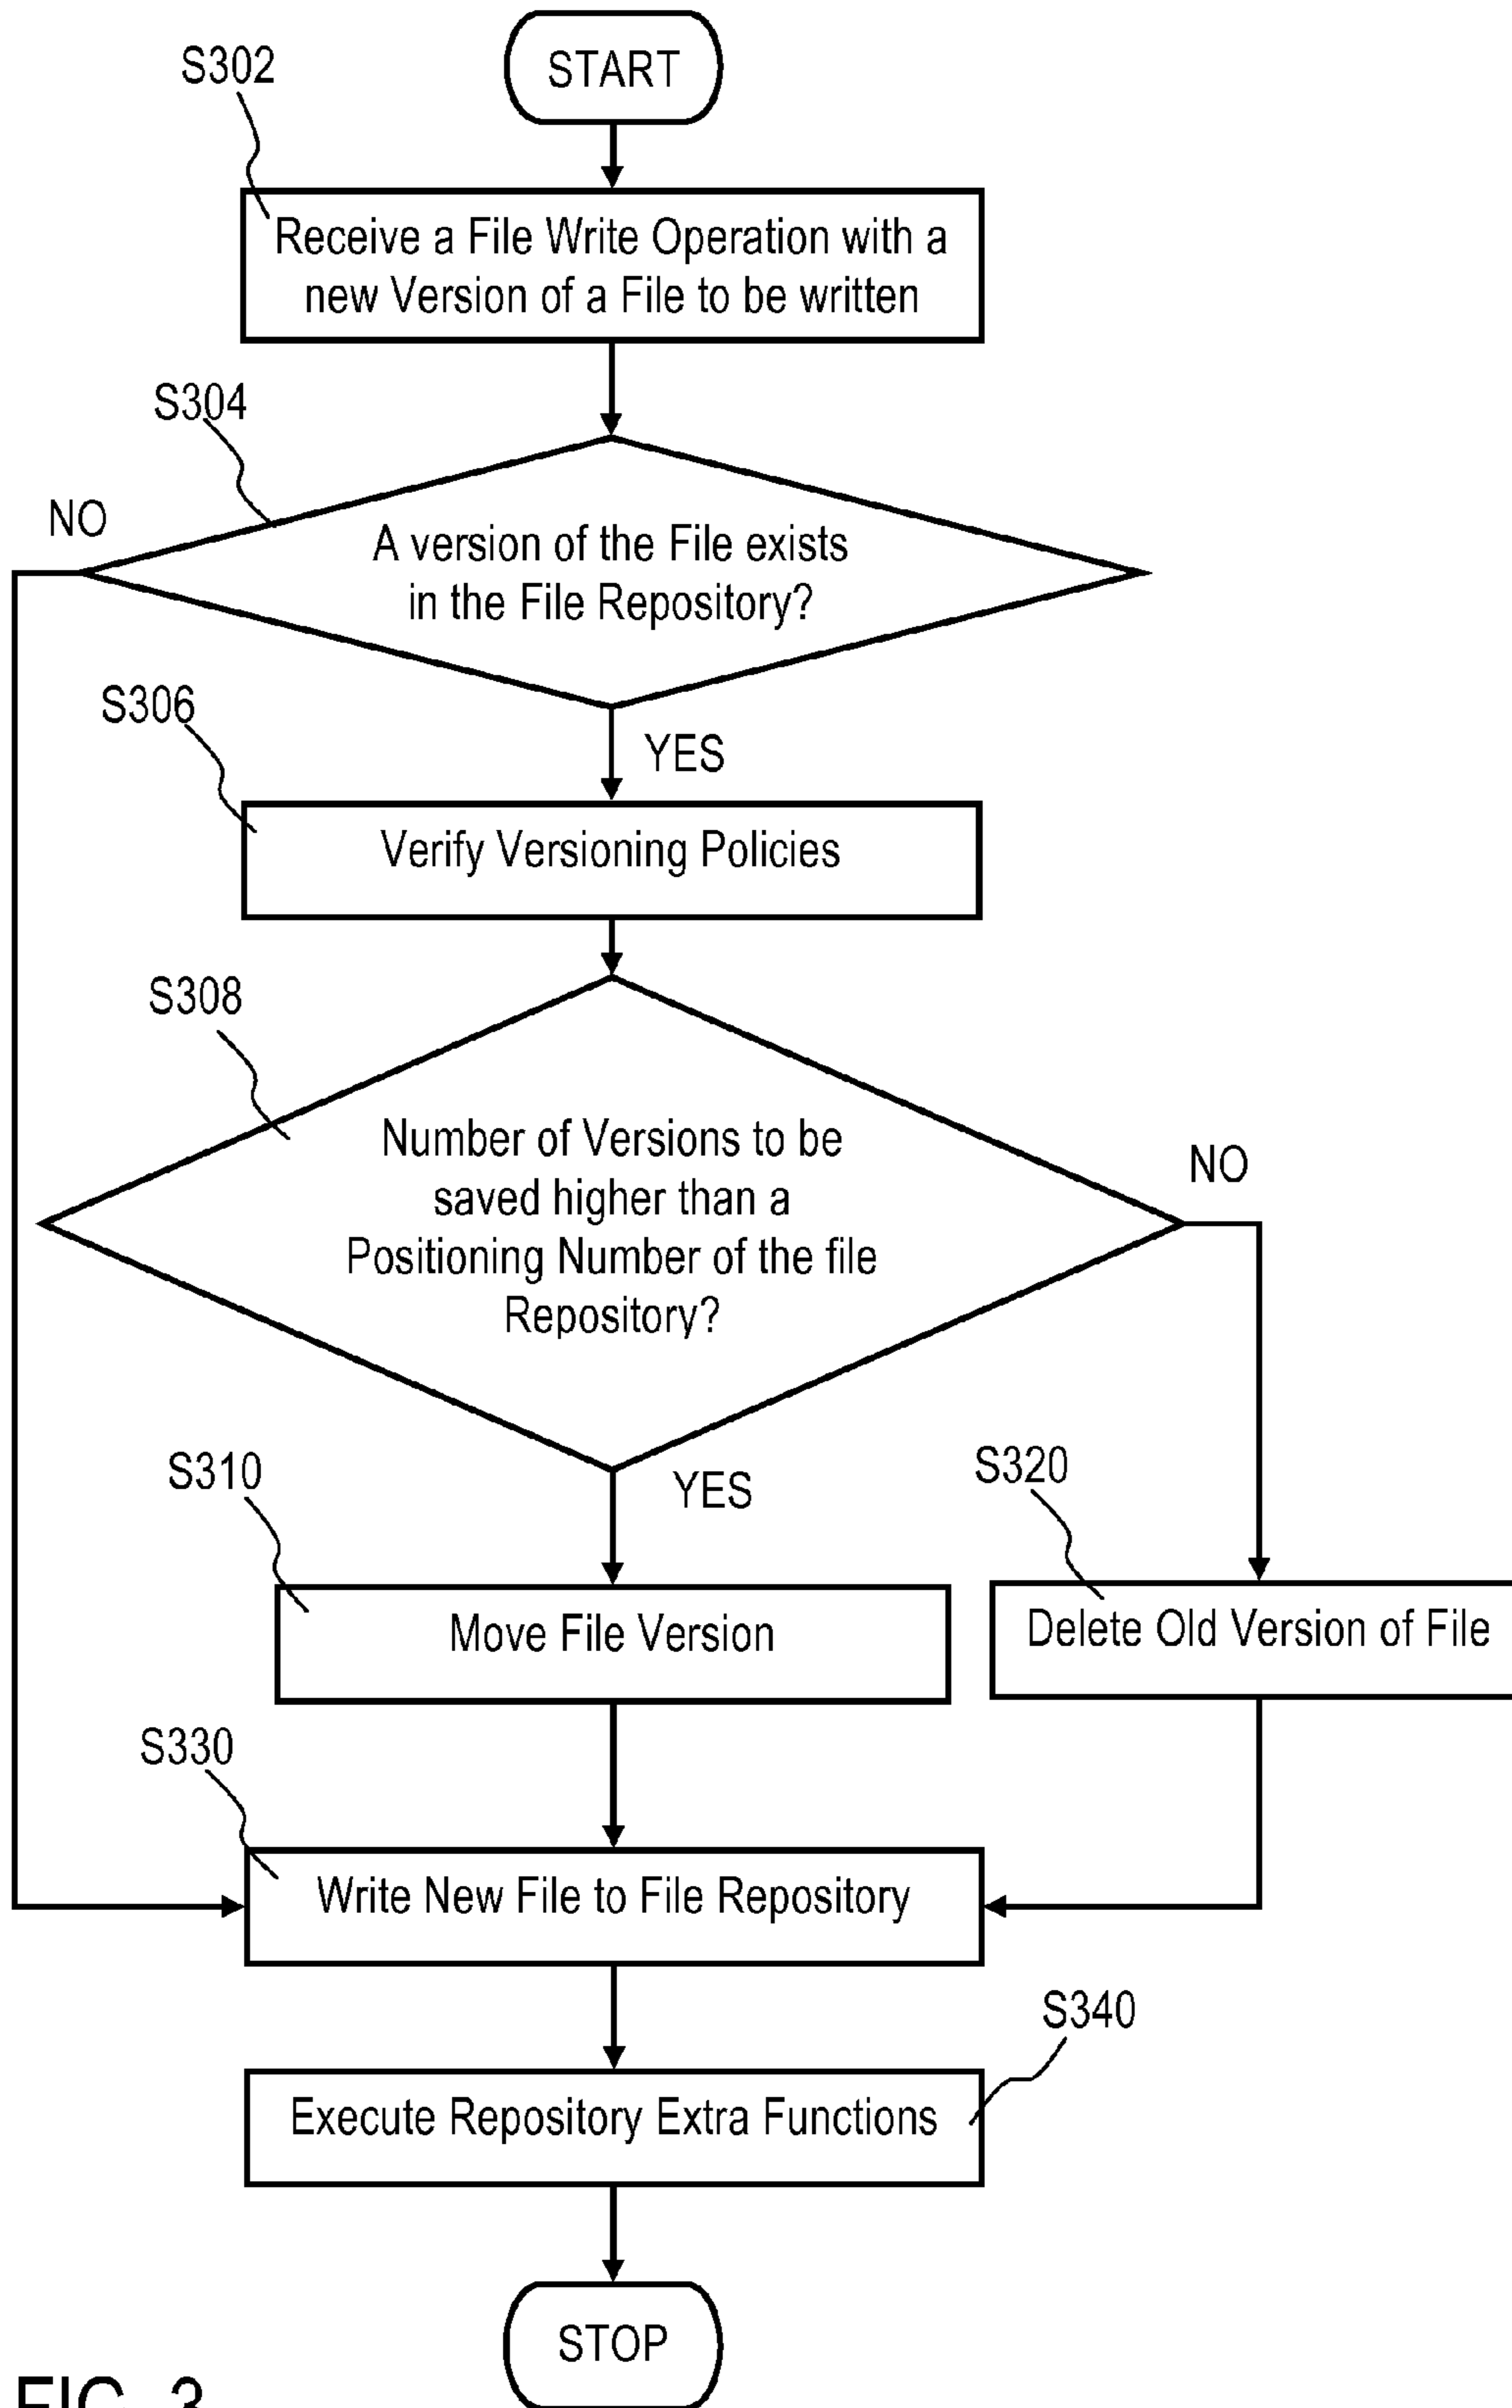 START
S302
Receive a File Write Operation with a
new Version of a File to be written
S304
NO
A version of the File exists
in the File Repository?
S306
YES
Verify Versioning Policies
S308
Number of Versions to be
saved higher than a
Positioning Number of the file
Repository?
NO
S310
YES
S320
Move File Version
Delete Old Version of File
S330
Write New File to File Repository
S340
Execute Repository Extra Functions
STOP
FIG. 3